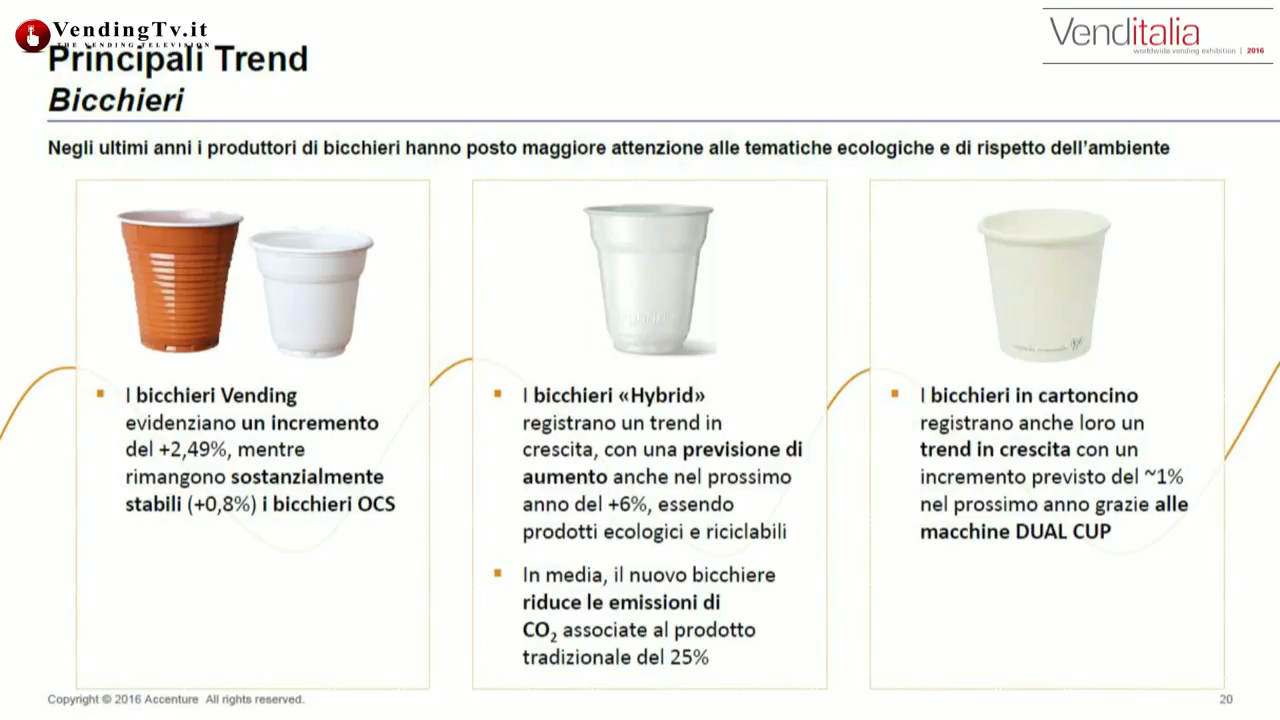 VendingTv.it
THE VENDING TELEVISION
Venditalia
worldwide vending exhibition | 2016
Principali Trend
Bicchieri
Negli ultimi anni i produttori di bicchieri hanno posto maggiore attenzione alle tematiche ecologiche e di rispetto dell'ambiente
▪ I bicchieri Vending
evidenziano un incremento
del +2,49%, mentre
rimangono sostanzialmente
stabili (+0,8%) i bicchieri OCS
▪ I bicchieri «Hybrid»
registrano un trend in
crescita, con una previsione di
aumento anche nel prossimo
anno del +6%, essendo
prodotti ecologici e riciclabili
▪ In media, il nuovo bicchiere
riduce le emissioni di
CO₂ associate al prodotto
tradizionale del 25%
▪ I bicchieri in cartoncino
registrano anche loro un
trend in crescita con un
incremento previsto del ~1%
nel prossimo anno grazie alle
macchine DUAL CUP
Copyright © 2016 Accenture All rights reserved.
20